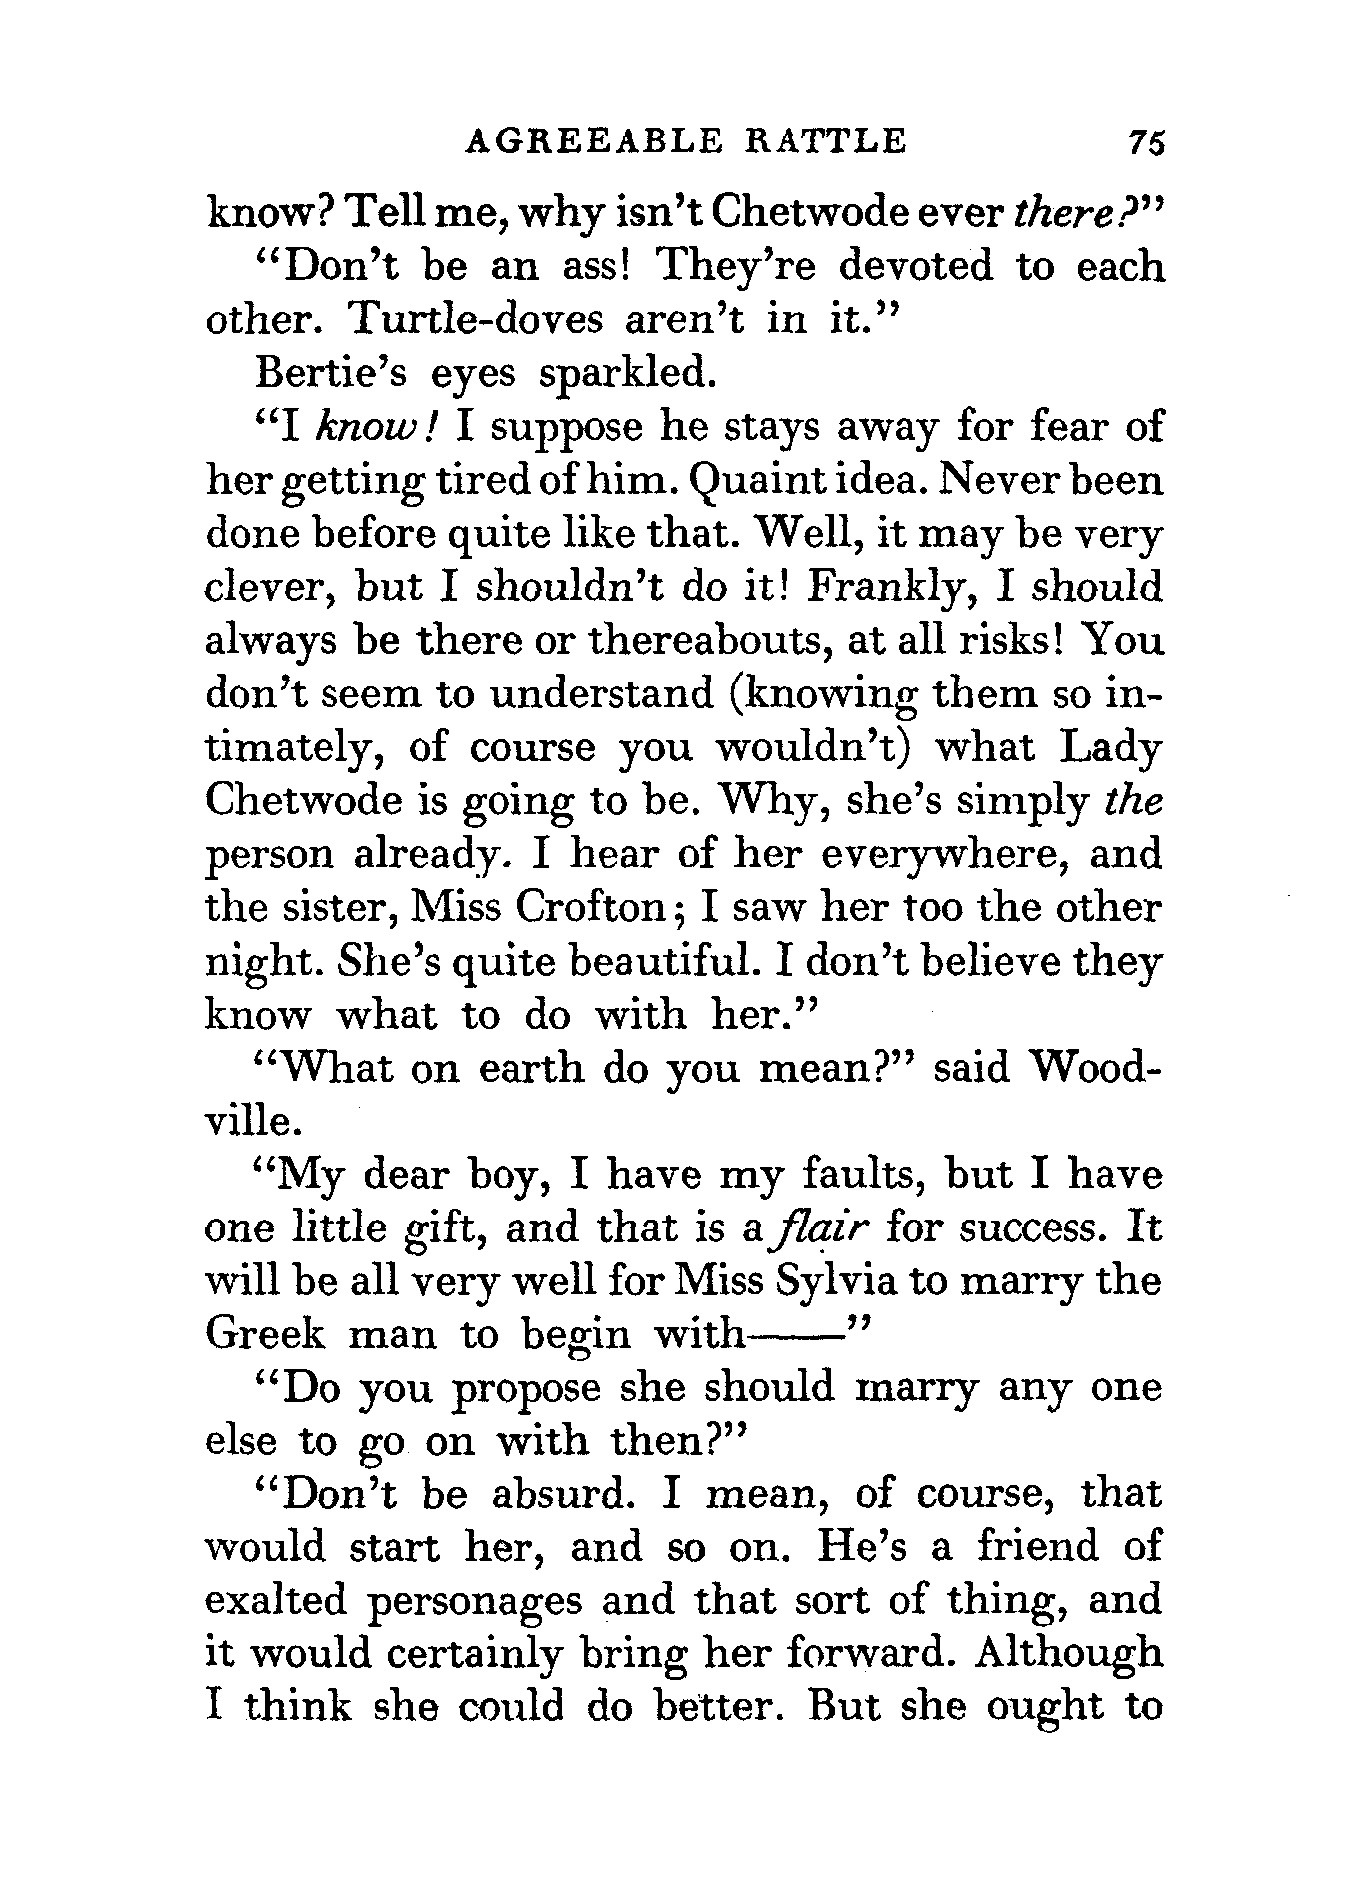 AGREEABLE RATTLE 75
know? Tell me, why isn't Chetwode ever there?"
"Don't be an ass! They're devoted to each
other. Turtle-doves aren't in it."
Bertie's eyes sparkled.
"I know! I suppose he stays away for fear of
her getting tired of him. Quaint idea. Never been
done before quite like that. Well, it may be very
clever, but I shouldn't do it! Frankly, I should
always be there or thereabouts, at all risks! You
don't seem to understand (knowing them so in-
timately, of course you wouldn't) what Lady
Chetwode is going to be. Why, she's simply the
person already. I hear of her everywhere, and
the sister, Miss Crofton; I saw her too the other
night. She's quite beautiful. I don't believe they
know what to do with her."
"What on earth do you mean?" said Wood-
ville.
"My dear boy, I have my faults, but I have
one little gift, and that is a flair for success. It
will be all very well for Miss Sylvia to marry the
Greek man to begin with——"
"Do you propose she should marry any one
else to go on with then?"
"Don't be absurd. I mean, of course, that
would start her, and so on. He's a friend of
exalted personages and that sort of thing, and
it would certainly bring her forward. Although
I think she could do better. But she ought to